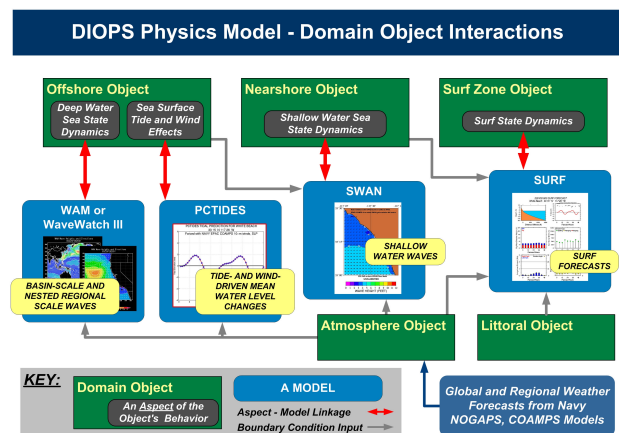 DIOPS Physics Model - Domain Object Interactions
Offshore Object
Deep Water
Sea State
Dynamics
Sea Surface
Tide and Wind
Effects
Nearshore Object
Shallow Water Sea
State Dynamics
Surf Zone Object
Surf State Dynamics
WAM or
WaveWatch III
BASIN-SCALE AND
NESTED REGIONAL
SCALE WAVES
PCTIDES
TIDE- AND WIND-
DRIVEN MEAN
WATER LEVEL
CHANGES
SWAN
SHALLOW
WATER WAVES
SURF
SURF
FORECASTS
Atmosphere Object
Littoral Object
KEY:
Domain Object
An Aspect of the
Object's Behavior
A MODEL
Aspect - Model Linkage
Boundary Condition Input
Global and Regional Weather
Forecasts from Navy
NOGAPS, COAMPS Models